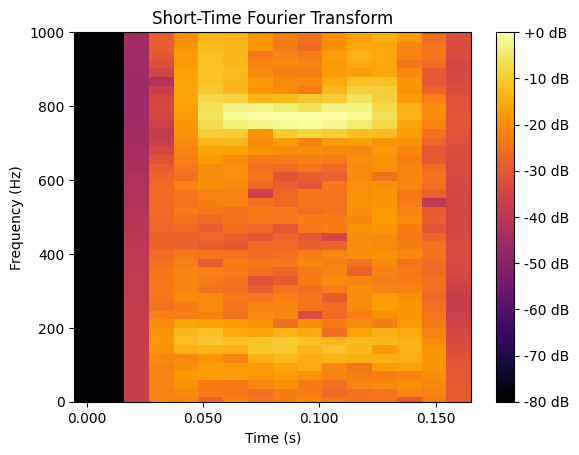 Short-Time Fourier Transform
1000
800
600
400
200
0
Frequency (Hz)
0.000
0.050
0.100
0.150
Time (s)
+0 dB
-10 dB
-20 dB
-30 dB
-40 dB
-50 dB
-60 dB
-70 dB
-80 dB